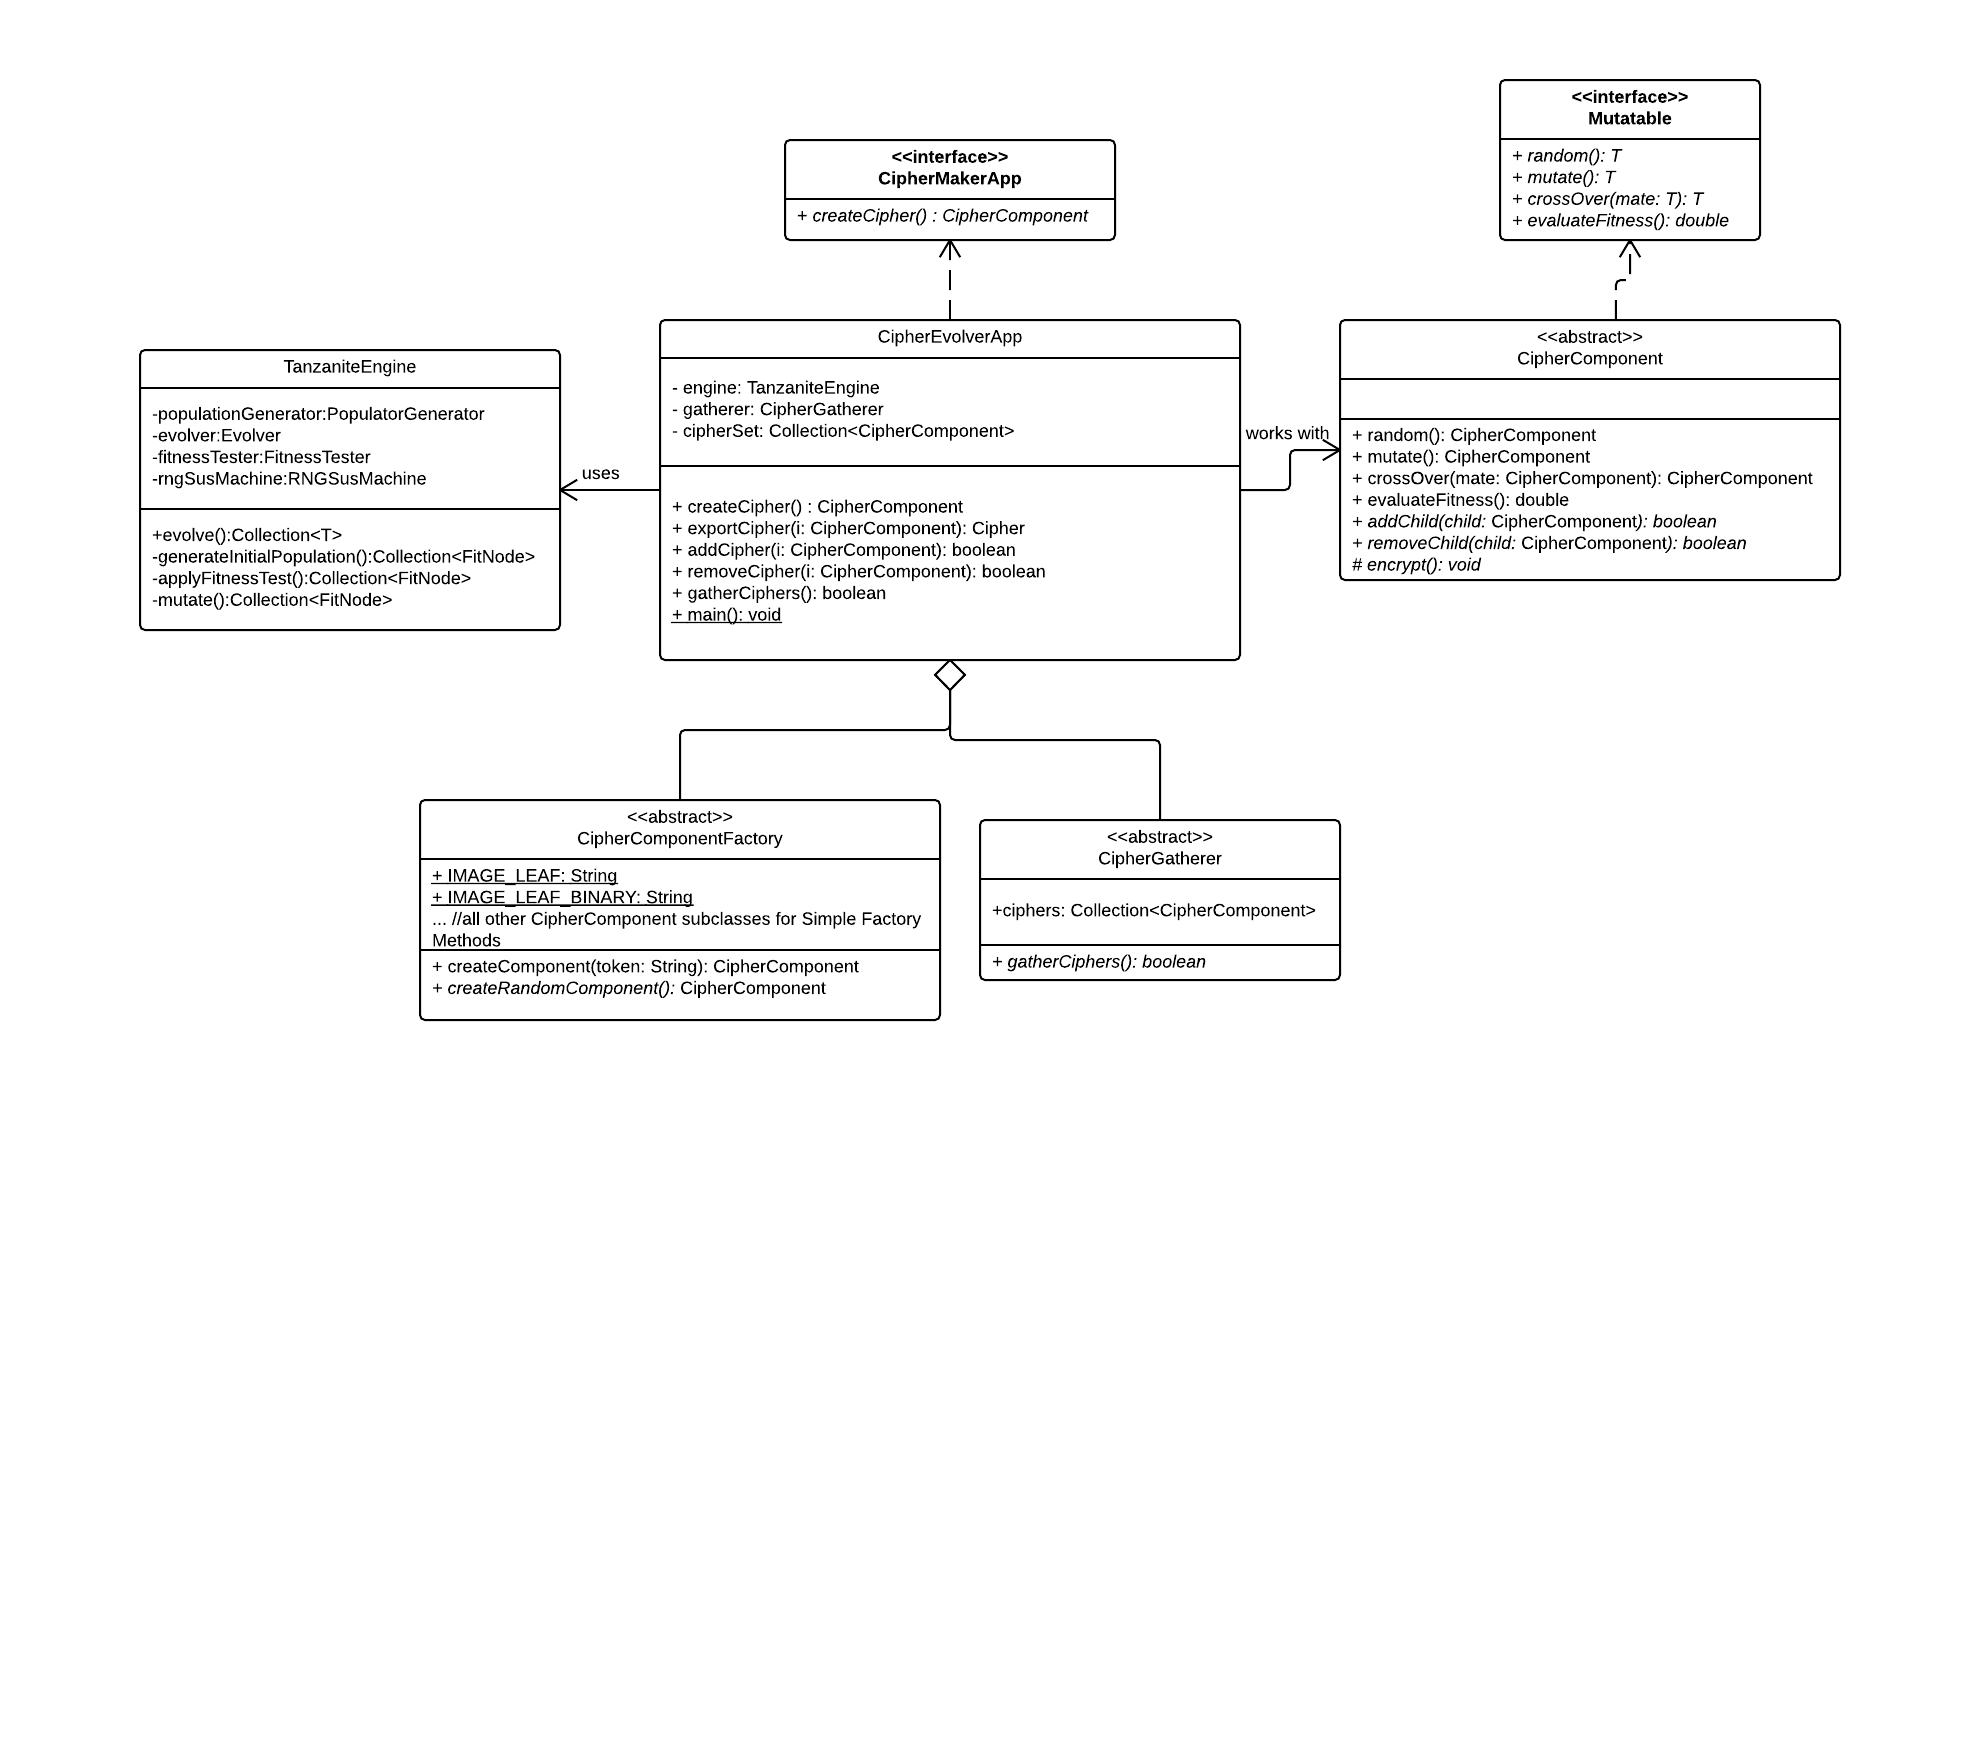 <<interface>>
Mutatable
+ random(): T
+ mutate(): T
+ crossOver(mate: T): T
+ evaluateFitness(): double
<<interface>>
CipherMakerApp
+ createCipher() : CipherComponent
TanzaniteEngine
-populationGenerator:PopulatorGenerator
-evolver:Evolver
-fitnessTester:FitnessTester
-rngSusMachine:RNGSusMachine
+evolve():Collection<T>
-generateInitialPopulation():Collection<FitNode>
-applyFitnessTest():Collection<FitNode>
-mutate():Collection<FitNode>
uses
CipherEvolverApp
- engine: TanzaniteEngine
- gatherer: CipherGatherer
- cipherSet: Collection<CipherComponent>
+ createCipher() : CipherComponent
+ exportCipher(i: CipherComponent): Cipher
+ addCipher(i: CipherComponent): boolean
+ removeCipher(i: CipherComponent): boolean
+ gatherCiphers(): boolean
+ main(): void
works with
<<abstract>>
CipherComponent
+ random(): CipherComponent
+ mutate(): CipherComponent
+ crossOver(mate: CipherComponent): CipherComponent
+ evaluateFitness(): double
+ addChild(child: CipherComponent): boolean
+ removeChild(child: CipherComponent): boolean
# encrypt(): void
<<abstract>>
CipherComponentFactory
+ IMAGE_LEAF: String
+ IMAGE_LEAF_BINARY: String
... //all other CipherComponent subclasses for Simple Factory
Methods
+ createComponent(token: String): CipherComponent
+ createRandomComponent(): CipherComponent
<<abstract>>
CipherGatherer
+ciphers: Collection<CipherComponent>
+ gatherCiphers(): boolean